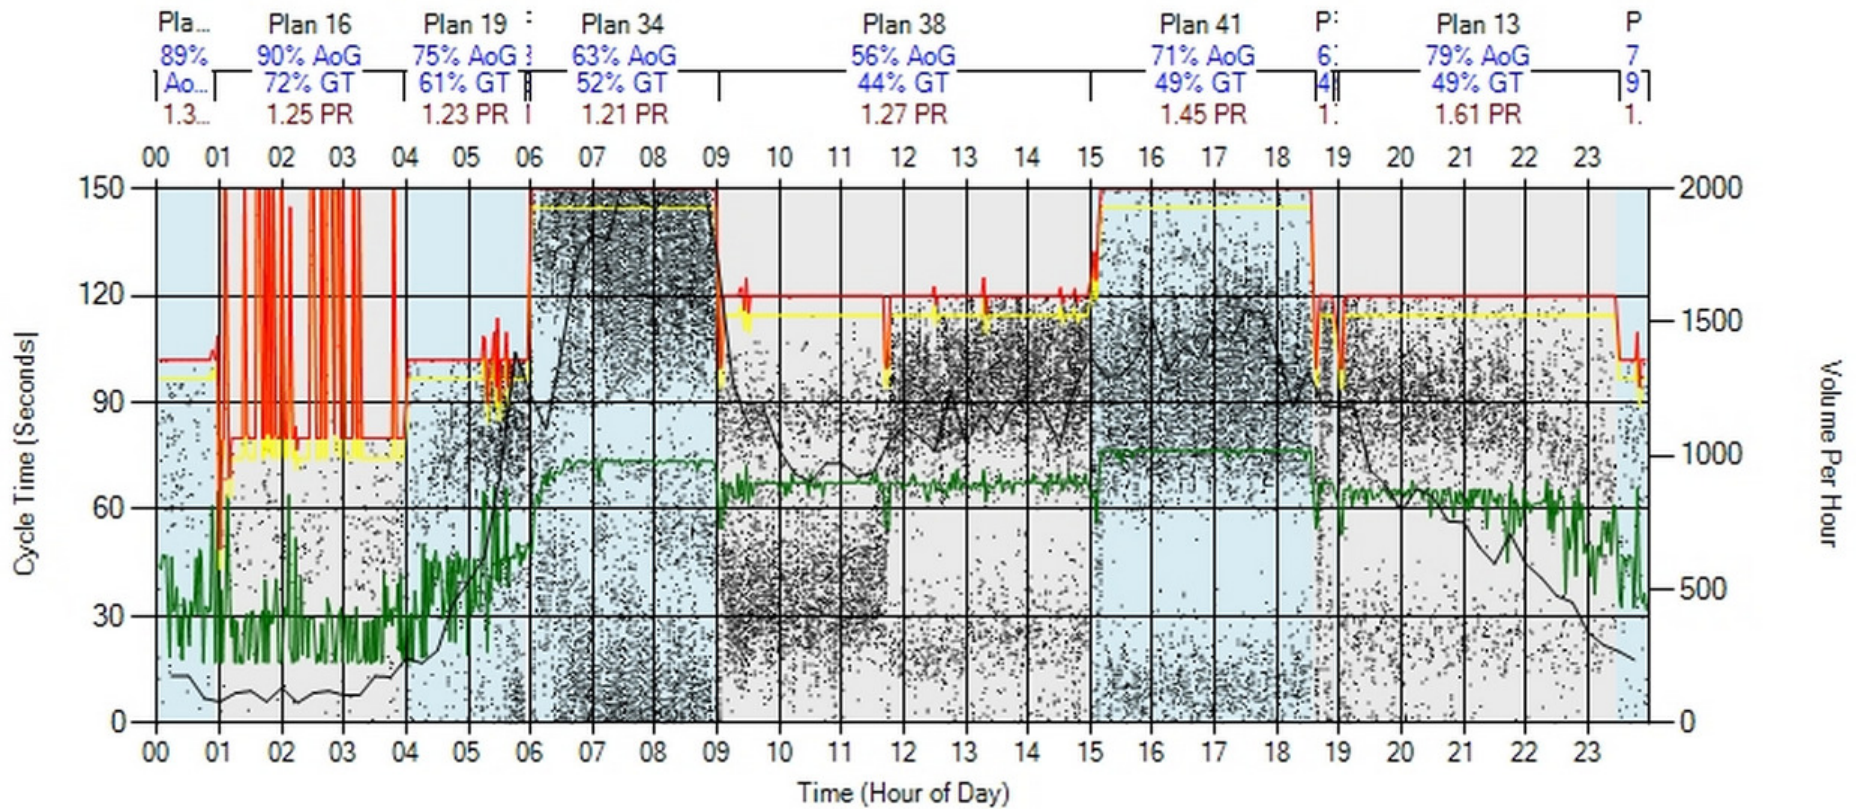 Pla... Plan 16 Plan 19 Plan 34 Plan 38 Plan 41 P Plan 13 P
89% 90% AoG 75% AoG 63% AoG 56% AoG 71% AoG 6 79% AoG 7
Ao... 72% GT 61% GT 52% GT 44% GT 49% GT 4 49% GT 9
1.3... 1.25 PR 1.23 PR 1.21 PR 1.27 PR 1.45 PR 1. 1.61 PR 1.
00 01 02 03 04 05 06 07 08 09 10 11 12 13 14 15 16 17 18 19 20 21 22 23
150 2000
120
1500
90
1000
60
500
30
0 0
Cycle Time (Seconds)
Volume Per Hour
00 01 02 03 04 05 06 07 08 09 10 11 12 13 14 15 16 17 18 19 20 21 22 23
Time (Hour of Day)